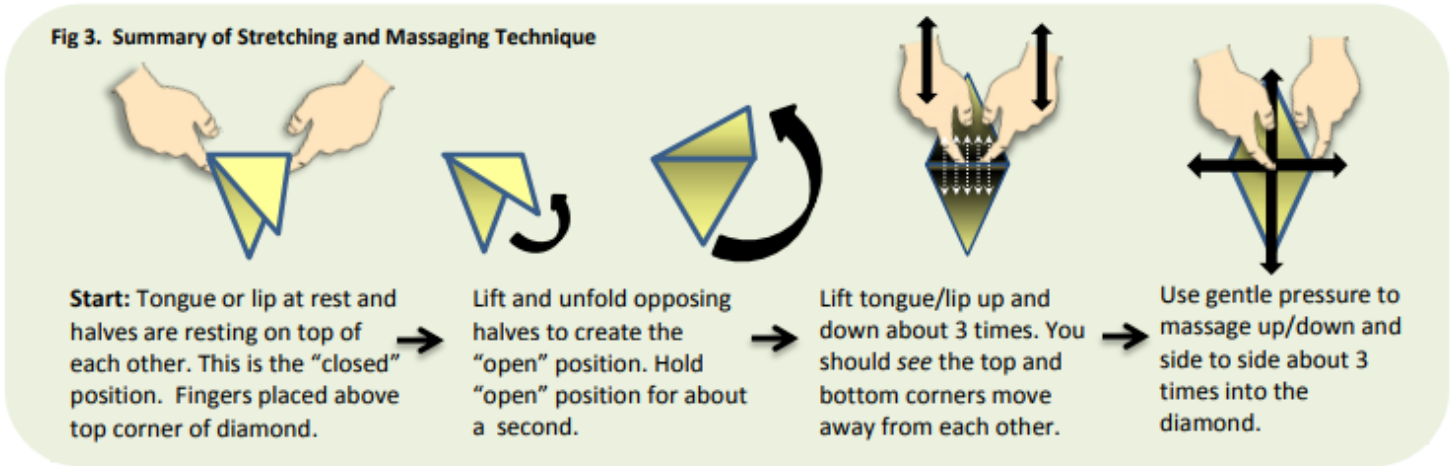 Fig 3.  Summary of Stretching and Massaging Technique
Start: Tongue or lip at rest and
halves are resting on top of
each other. This is the “closed”
position.  Fingers placed above
top corner of diamond.
Lift and unfold opposing
halves to create the
“open” position. Hold
“open” position for about
a  second.
Lift tongue/lip up and
down about 3 times. You
should see the top and
bottom corners move
away from each other.
Use gentle pressure to
massage up/down and
side to side about 3
times into the
diamond.